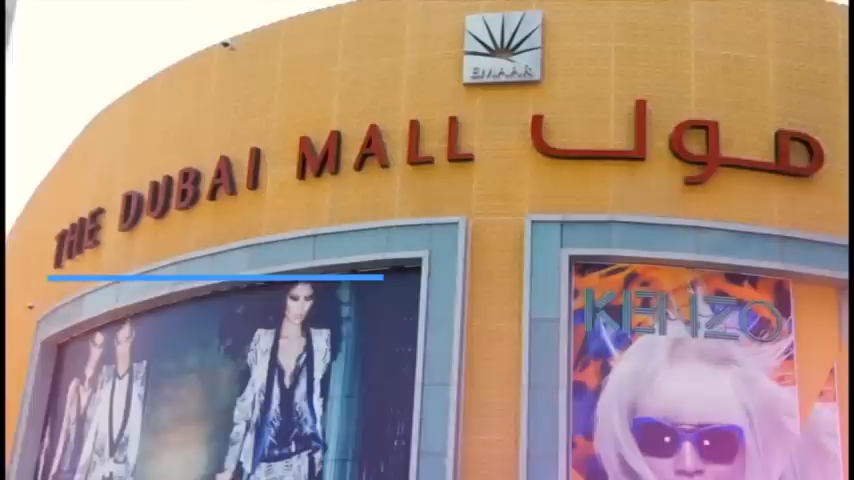 EMAAR
THE DUBAI MALL مول
KENZO